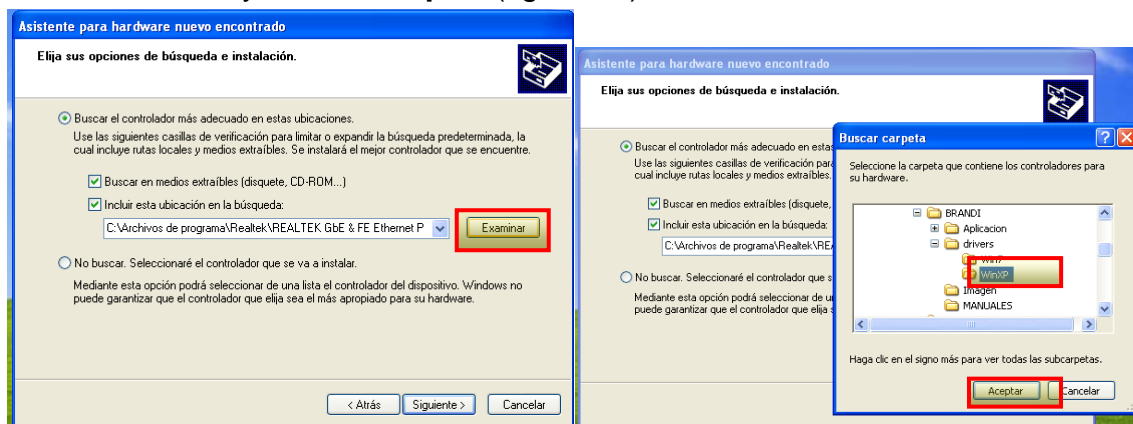 Asistente para hardware nuevo encontrado
Elija sus opciones de búsqueda e instalación.
Buscar el controlador más adecuado en estas ubicaciones.
Use las siguientes casillas de verificación para limitar o expandir la búsqueda predeterminada, la
cual incluye rutas locales y medios extraíbles. Se instalará el mejor controlador que se encuentre.
Buscar en medios extraíbles (disquete, CD-ROM...)
Incluir esta ubicación en la búsqueda:
C:\Archivos de programa\Realtek\REALTEK GbE & FE Ethernet P
Examinar
No buscar. Seleccionaré el controlador que se va a instalar.
Mediante esta opción podrá seleccionar de una lista el controlador del dispositivo. Windows no
puede garantizar que el controlador que elija sea el más apropiado para su hardware.
< Atrás
Siguiente >
Cancelar
Asistente para hardware nuevo encontrado
Elija sus opciones de búsqueda e instalación.
Buscar el controlador más adecuado en estas
Use las siguientes casillas de verificación para
cual incluye rutas locales y medios extraíbles.
Buscar en medios extraíbles (disquete,
Incluir esta ubicación en la búsqueda:
C:\Archivos de programa\Realtek\RE
No buscar. Seleccionaré el controlador que s
Mediante esta opción podrá seleccionar de u
puede garantizar que el controlador que elija s
Buscar carpeta
Seleccione la carpeta que contiene los controladores para
su hardware.
BRANDI
Aplicacion
drivers
Win7
WinXP
Imagen
MANUALES
Haga clic en el signo más para ver todas las subcarpetas.
Aceptar
Cancelar